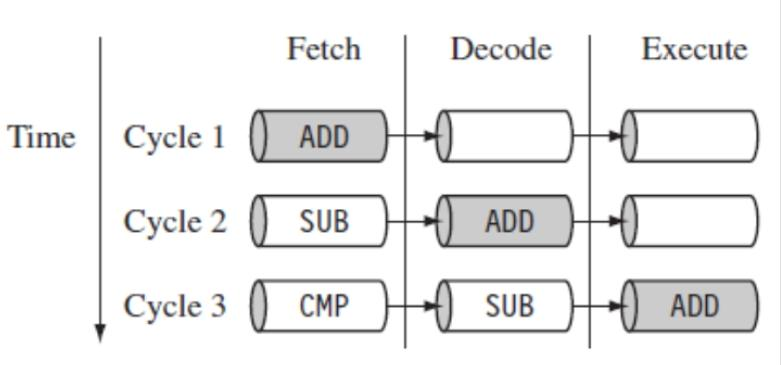 Fetch Decode Execute
Time Cycle 1 ADD
Cycle 2 SUB ADD
Cycle 3 CMP SUB ADD